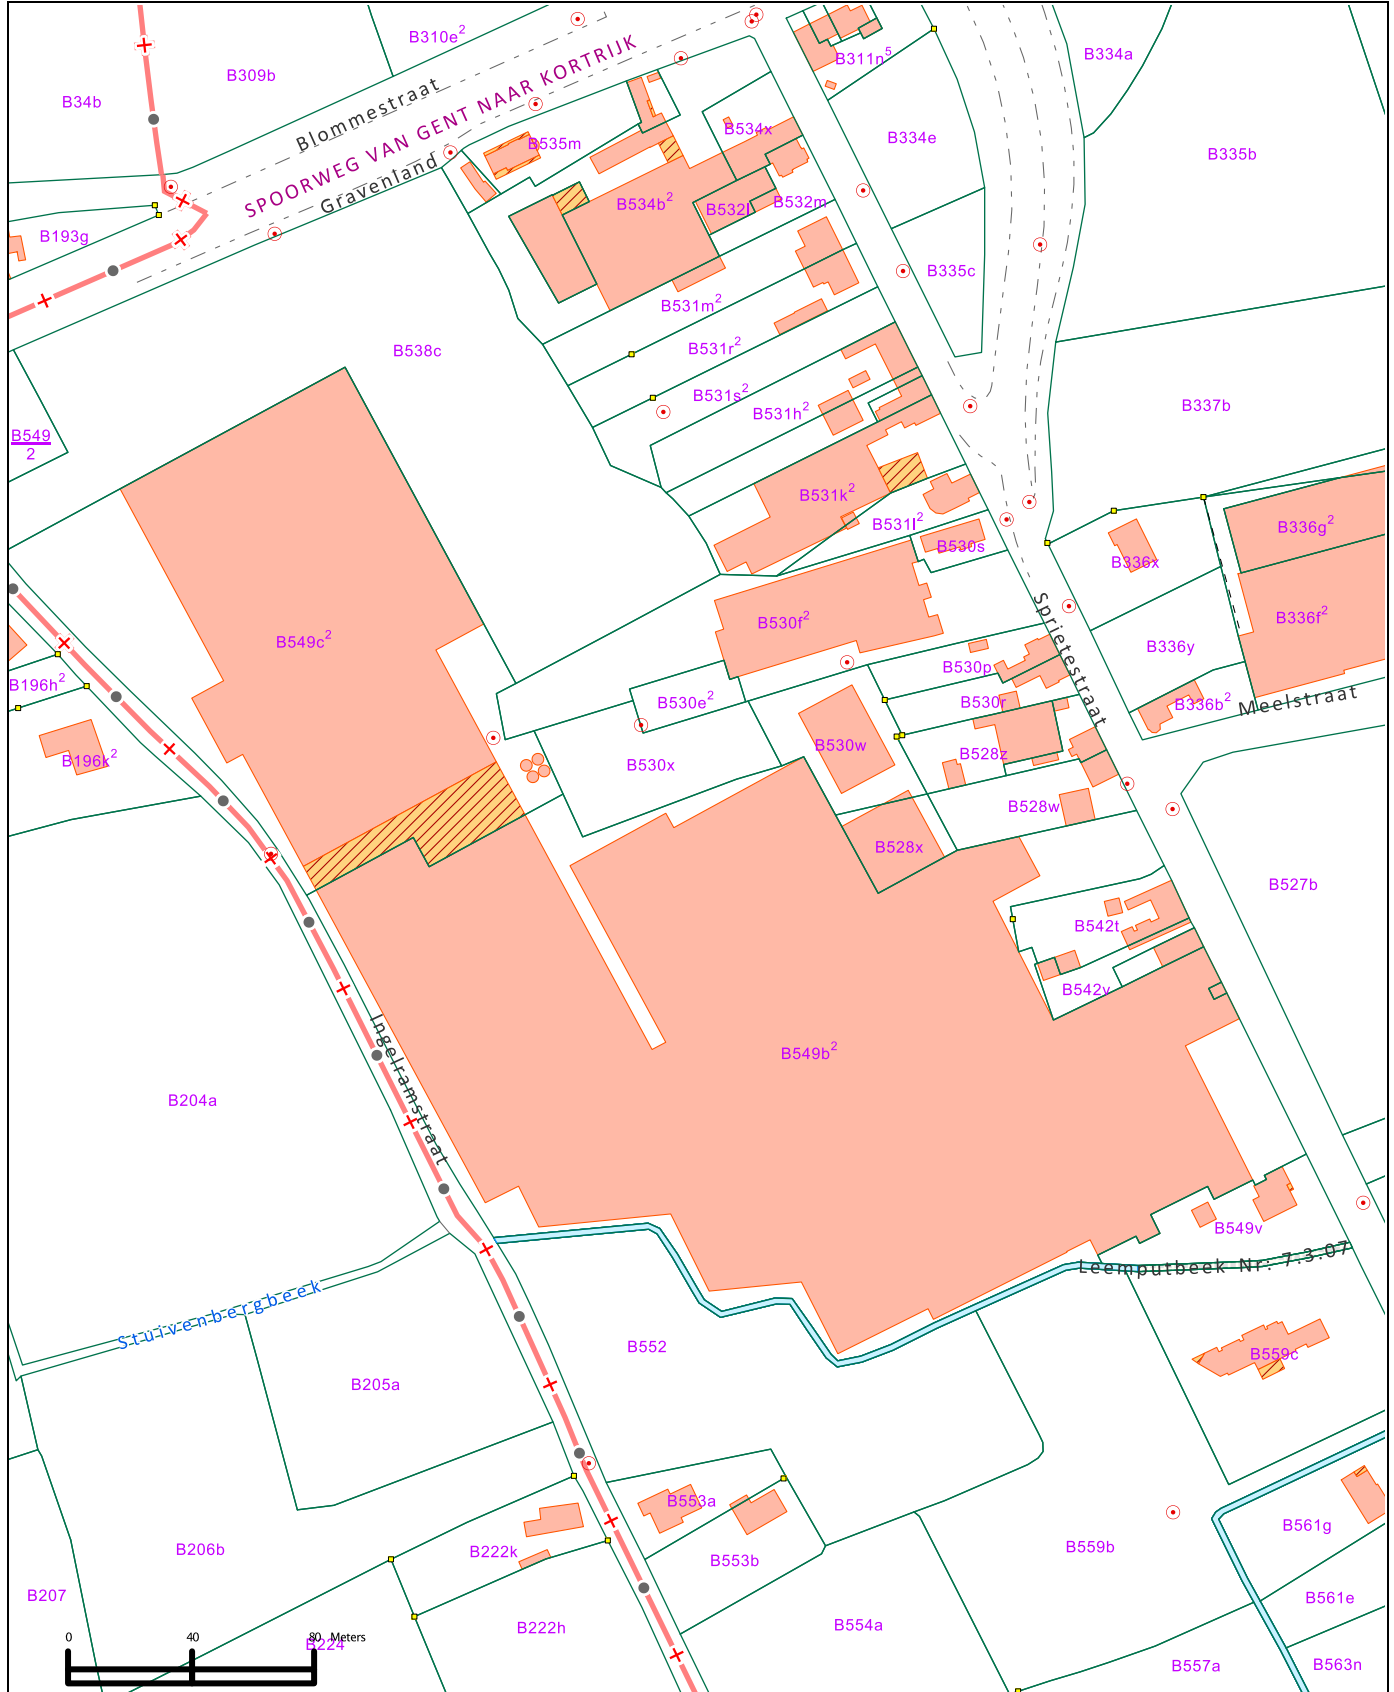 B310e²
B334a
B309b
B311n⁵
B34b
Blommestraat
SPOORWEG VAN GENT NAAR KORTRIJK
Gravenland
B535m
B534x
B334e
B335b
B534b²
B532l
B532m
B193g
B335c
B531m²
B538c
B531r²
B531s²
B531h²
B337b
B549
2
B531k²
B531l²
B336g²
B530s
B336x
B530f²
B336f²
Sprietestraat
B549c²
B336y
B530p
B196h²
B530e²
B530r
B336b²
Meelstraat
B530w
B528z
B196k²
B530x
B528w
B528x
B527b
B542t
B542v
Ingelramstraat
B549b²
B204a
B549v
Leemputbeek Nr: 7.3.07
Stuivenbergbeek
B552
B559c
B205a
B553a
B561g
B206b
B222k
B553b
B559b
B207
B561e
B222h
B554a
0 40 80 Meters
B224
B557a
B563n